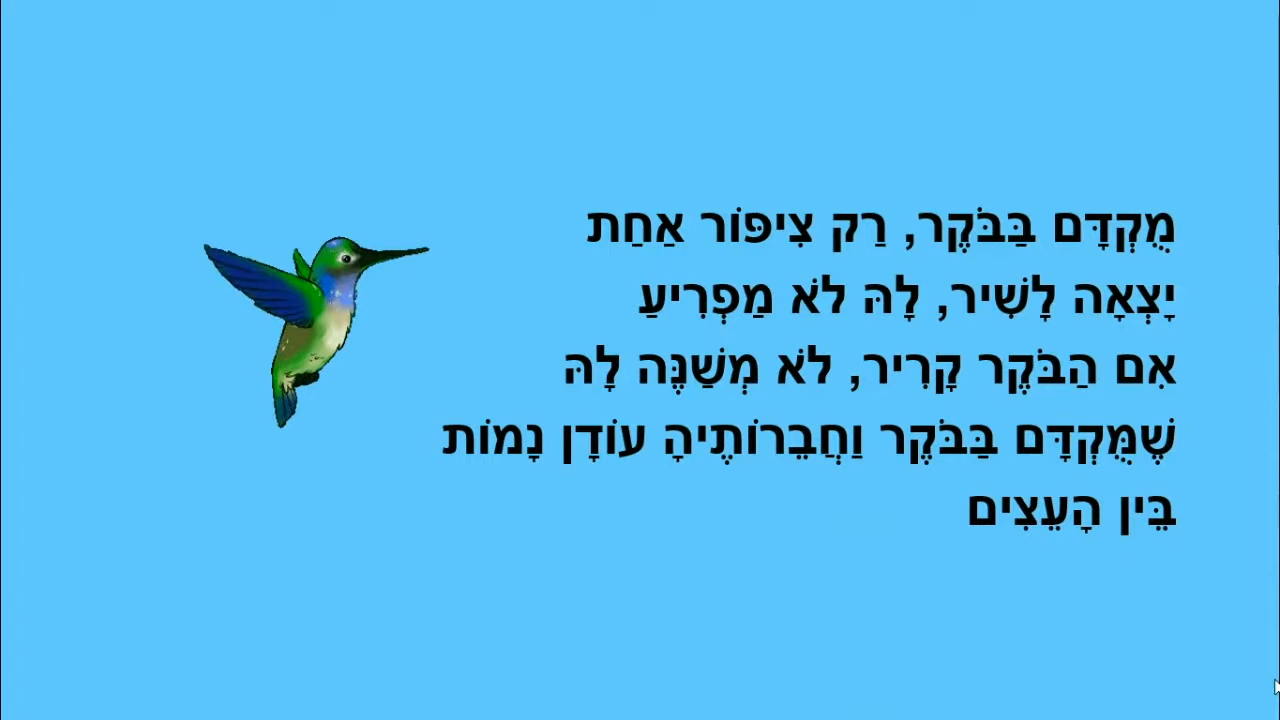 מֻקְדָּם בַּבֹּקֶר, רַק צִיפּוֹר אַחַת
יָצְאָה לָשִׁיר, לָהּ לֹא מַפְרִיעַ
אִם הַבֹּקֶר קָרִיר, לֹא מְשַׁנֶּה לָהּ
שֶׁמֻּקְדָּם בַּבֹּקֶר וַחֲבֵרוֹתֶיהָ עוֹדָן נָמוֹת
בֵּין הָעֵצִים